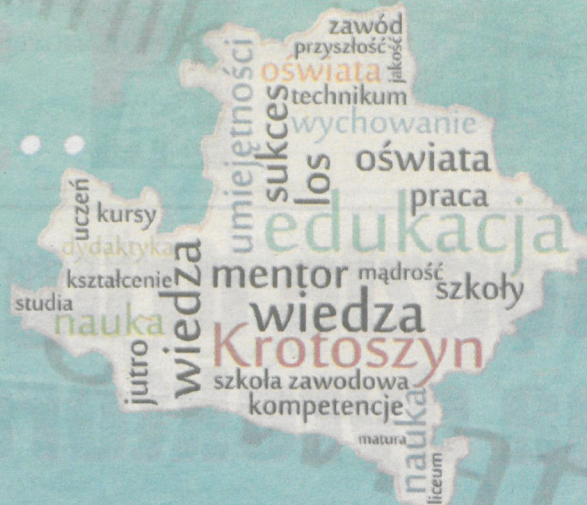 zawód
przyszłość
jakość
oświata
umiejętności
technikum
sukces
wychowanie
los
oświata
praca
uczeń
kursy
edukacja
dydaktyka
wiedza
mentor
mądrość
kształcenie
szkoły
studia
wiedza
nauka
Krotoszyn
jutro
szkoła zawodowa
kompetencje
nauka
matura
liceum